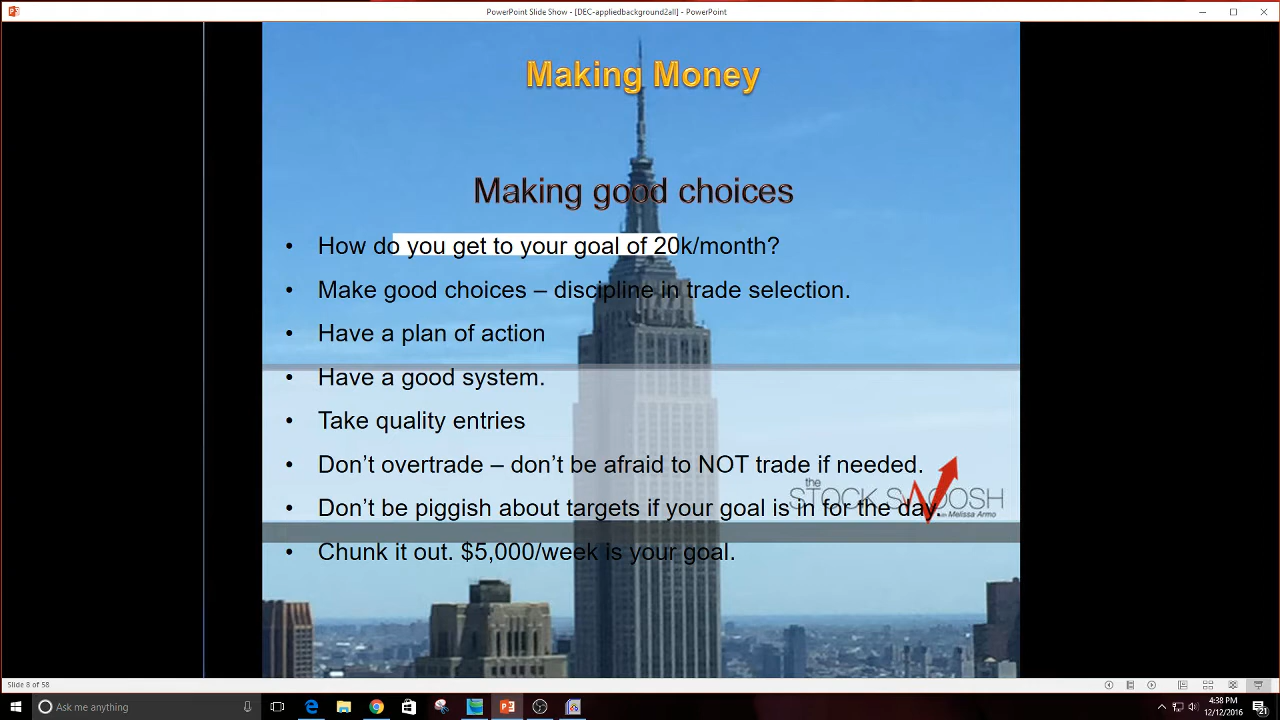 PowerPoint Slide Show - [DEC-appliedbackground2all] - PowerPoint
Making Money
Making good choices
• How do you get to your goal of 20k/month?
• Make good choices – discipline in trade selection.
• Have a plan of action
• Have a good system.
• Take quality entries
• Don't overtrade – don't be afraid to NOT trade if needed.
the
STOCK SWOOSH
with Melissa Armo
• Don't be piggish about targets if your goal is in for the day.
• Chunk it out. $5,000/week is your goal.
Slide 8 of 58
Ask me anything
4:38 PM
12/12/2016